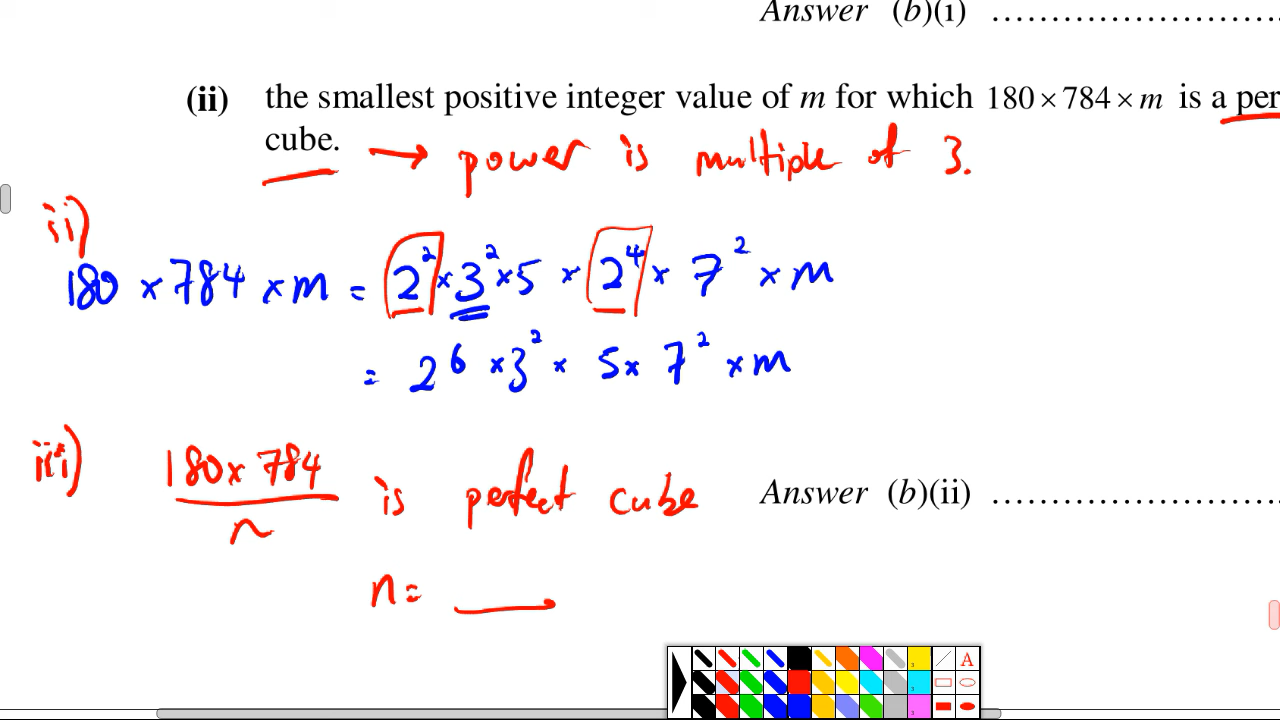 Answer (b)(i) ........................
(ii) the smallest positive integer value of m for which 180 × 784 × m is a per
cube. → power is multiple of 3.
ii)
180 × 784 × m = 2² × 3² × 5 × 2⁴ × 7² × m
= 2⁶ × 3² × 5 × 7² × m
iii) 180 × 784 / n is perfect cube
Answer (b)(ii) ........................
n = ____
A